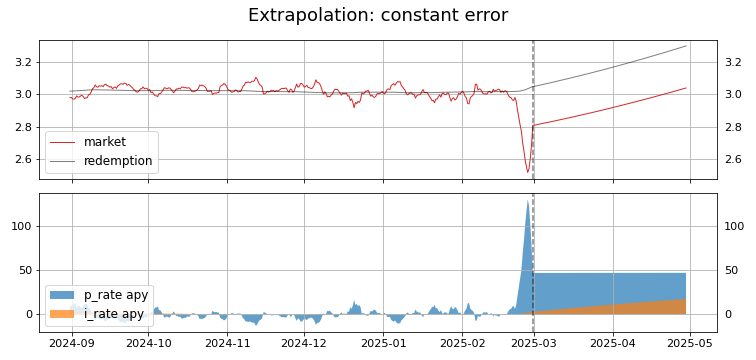 Extrapolation: constant error
3.2
3.0
2.8
2.6
3.2
3.0
2.8
2.6
market
redemption
100
50
0
100
50
0
p_rate apy
i_rate apy
2024-09 2024-10 2024-11 2024-12 2025-01 2025-02 2025-03 2025-04 2025-05